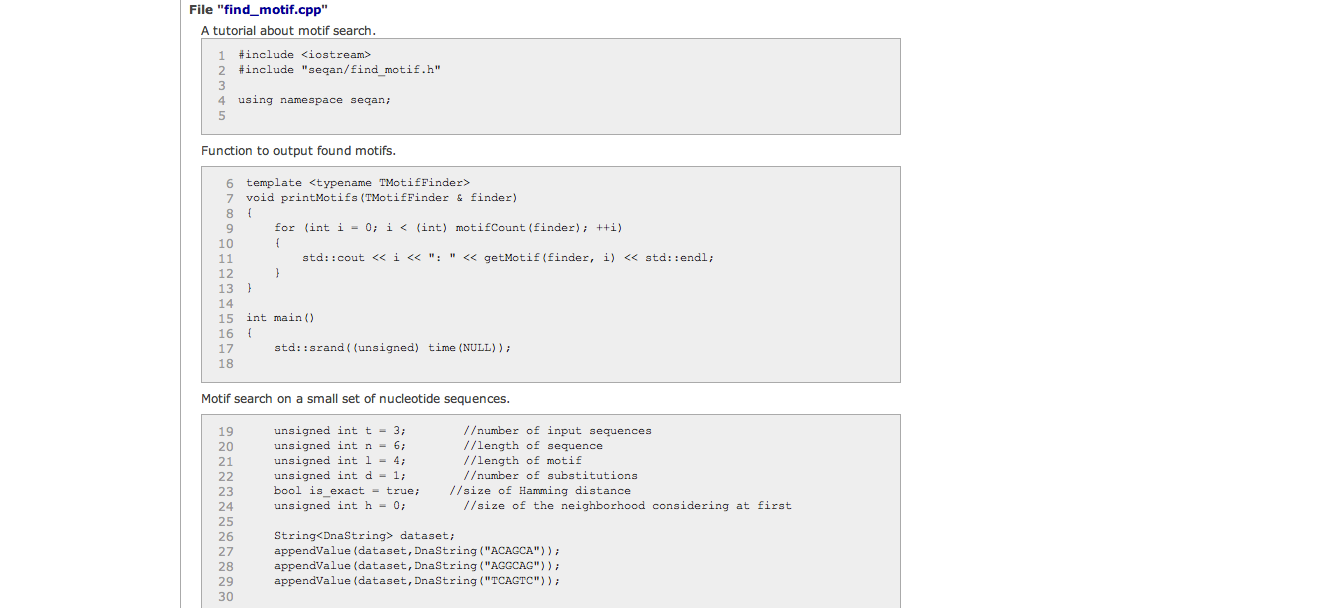 File "find_motif.cpp"
A tutorial about motif search.
1 #include <iostream>
2 #include "seqan/find_motif.h"
3
4 using namespace seqan;
5
Function to output found motifs.
6 template <typename TMotifFinder>
7 void printMotifs(TMotifFinder & finder)
8 {
9     for (int i = 0; i < (int) motifCount(finder); ++i)
10     {
11         std::cout << i << ": " << getMotif(finder, i) << std::endl;
12     }
13 }
14
15 int main()
16 {
17     std::srand((unsigned) time(NULL));
18
Motif search on a small set of nucleotide sequences.
19     unsigned int t = 3;        //number of input sequences
20     unsigned int n = 6;        //length of sequence
21     unsigned int l = 4;        //length of motif
22     unsigned int d = 1;        //number of substitutions
23     bool is_exact = true;    //size of Hamming distance
24     unsigned int h = 0;        //size of the neighborhood considering at first
25
26     String<DnaString> dataset;
27     appendValue(dataset,DnaString("ACAGCA"));
28     appendValue(dataset,DnaString("AGGCAG"));
29     appendValue(dataset,DnaString("TCAGTC"));
30